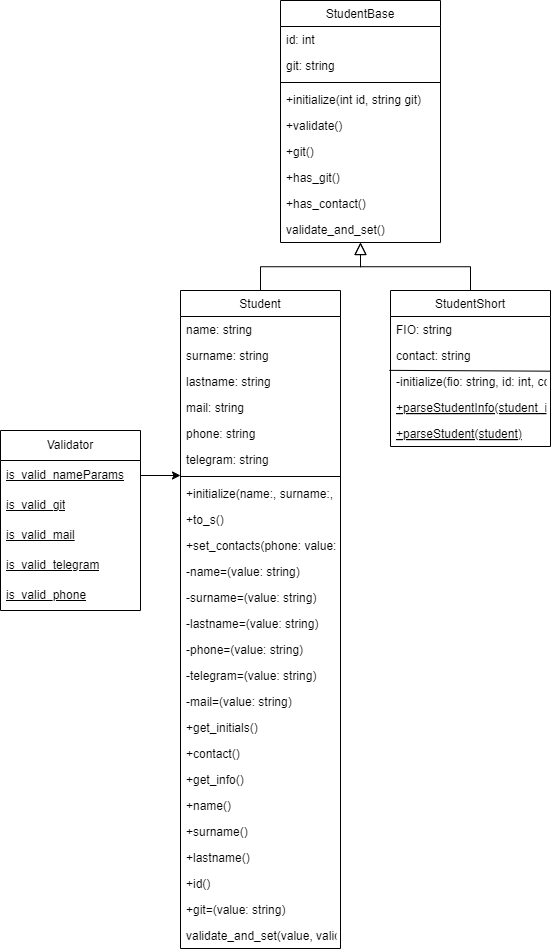 StudentBase
id: int
git: string
+initialize(int id, string git)
+validate()
+git()
+has_git()
+has_contact()
validate_and_set()
Student
name: string
surname: string
lastname: string
mail: string
phone: string
telegram: string
+initialize(name:, surname:,
+to_s()
+set_contacts(phone: value:
-name=(value: string)
-surname=(value: string)
-lastname=(value: string)
-phone=(value: string)
-telegram=(value: string)
-mail=(value: string)
+get_initials()
+contact()
+get_info()
+name()
+surname()
+lastname()
+id()
+git=(value: string)
validate_and_set(value, valid
StudentShort
FIO: string
contact: string
-initialize(fio: string, id: int, co
+parseStudentInfo(student_i
+parseStudent(student)
Validator
is_valid_nameParams
is_valid_git
is_valid_mail
is_valid_telegram
is_valid_phone